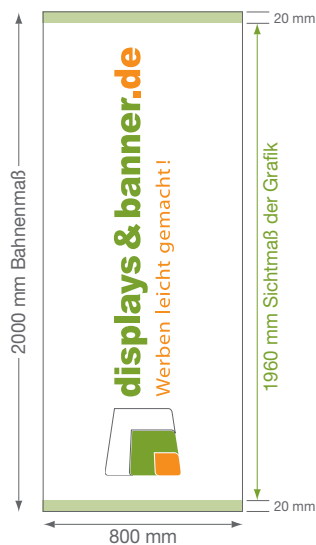 20 mm
2000 mm Bahnenmaß
displays & banner.de
Werben leicht gemacht!
1960 mm Sichtmaß der Grafik
20 mm
800 mm